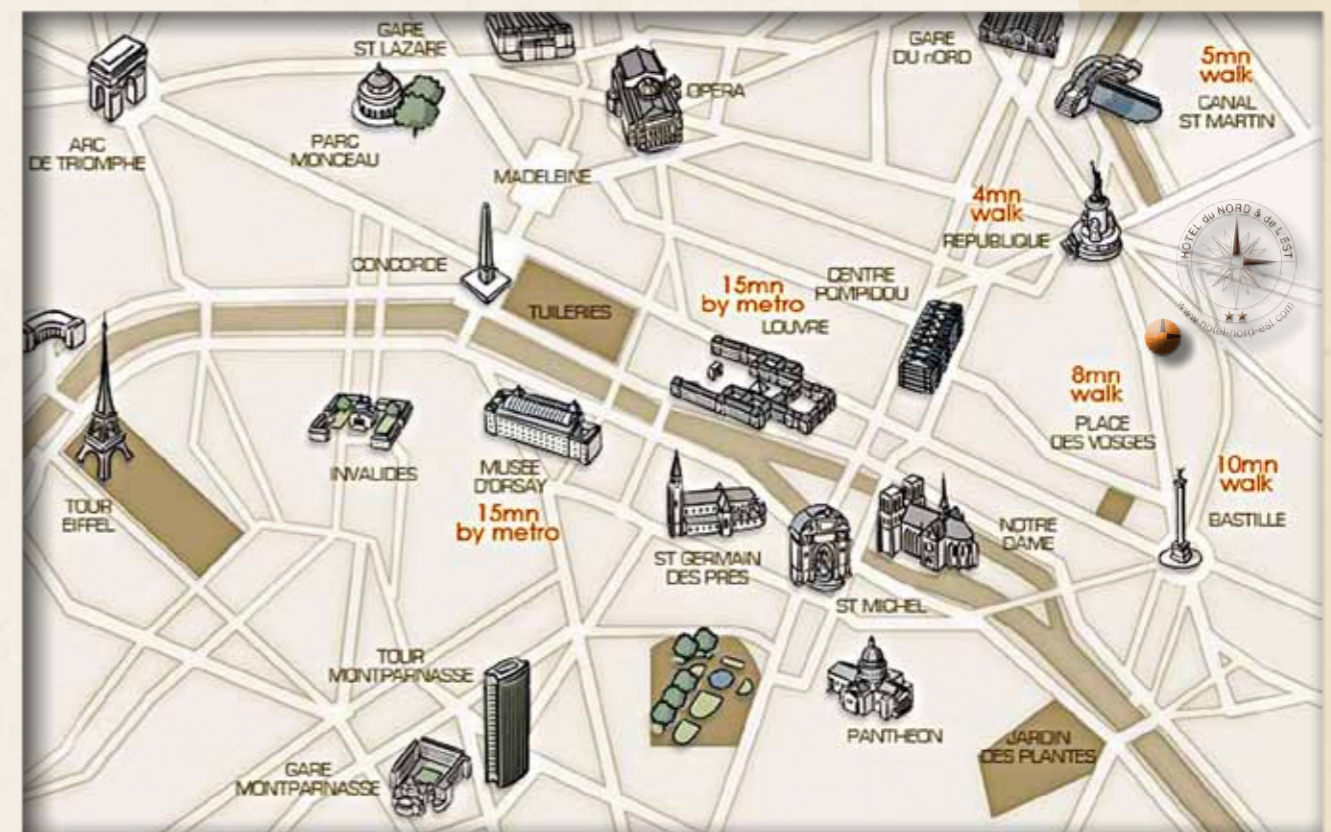 GARE
ST LAZARE
GARE
DU NORD
5mn
walk
CANAL
ST MARTIN
OPERA
ARC
DE TRIOMPHE
PARC
MONCEAU
MADELEINE
4mn
walk
REPUBLIQUE
HOTEL du NORD & de L'EST
★★
www.hotel-nord-est.com
CONCORDE
TUILERIES
15mn
by metro
LOUVRE
CENTRE
POMPIDOU
8mn
walk
PLACE
DES VOSGES
INVALIDES
MUSEE
D'ORSAY
15mn
by metro
10mn
walk
BASTILLE
TOUR
EIFFEL
ST GERMAIN
DES PRES
NOTRE
DAME
ST MICHEL
TOUR
MONTPARNASSE
PANTHEON
JARDIN
DES PLANTES
GARE
MONTPARNASSE